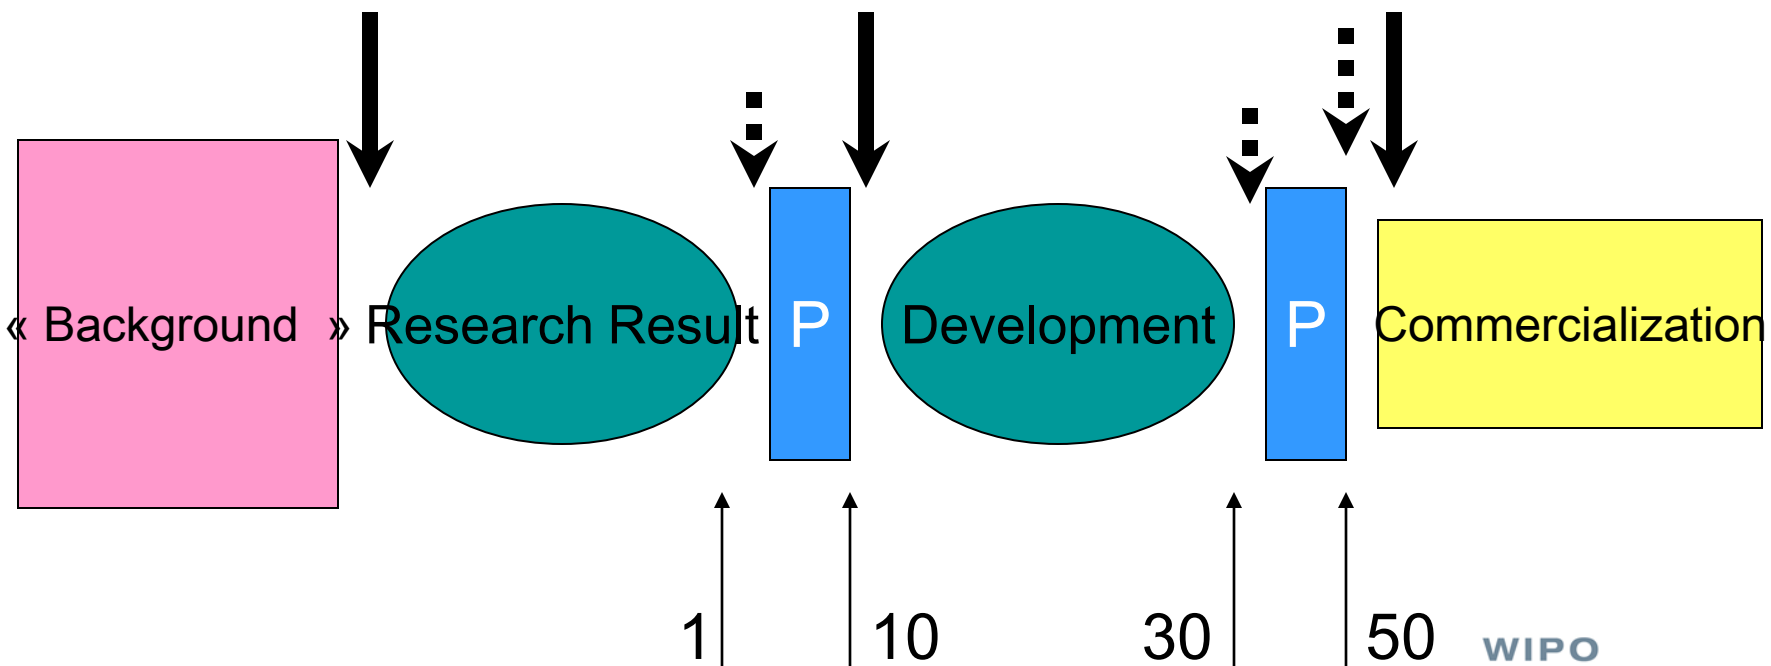 « Background »
Research Result
P
Development
P
Commercialization
1
10
30
50
WIPO